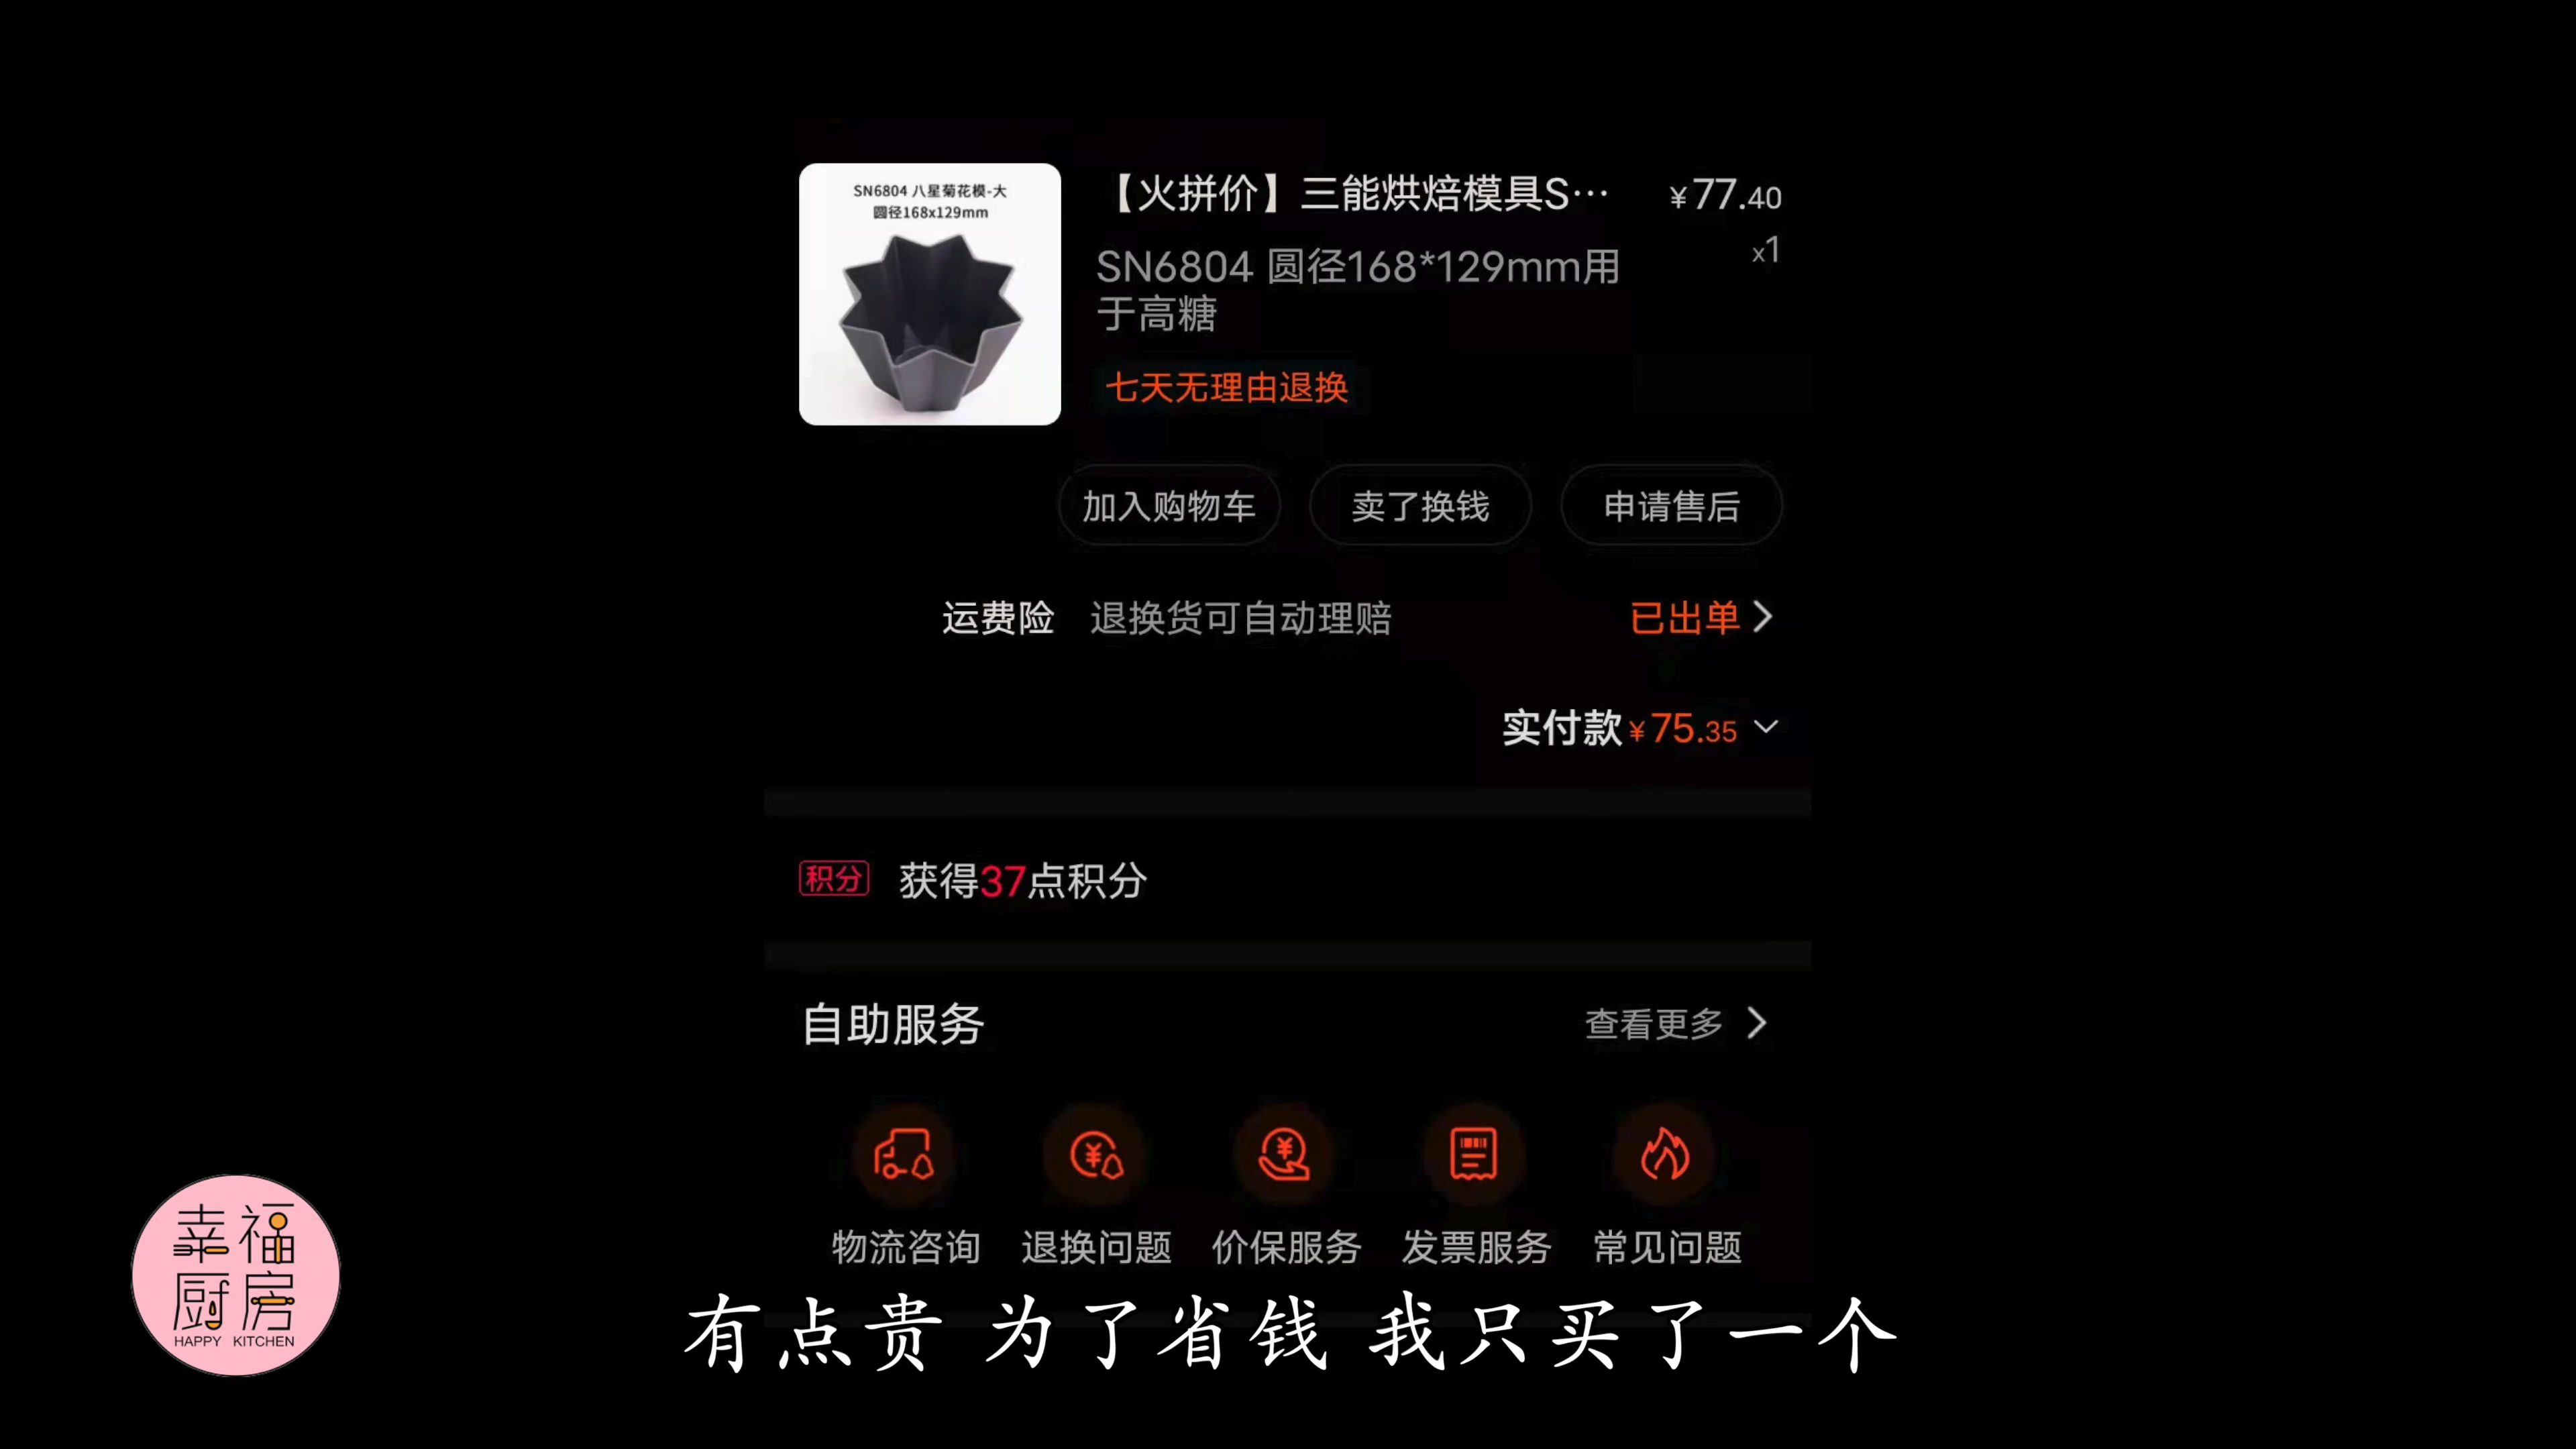 SN6804 八星菊花模-大
圆径168x129mm
【火拼价】三能烘焙模具S… ¥77.40
SN6804 圆径168*129mm用 x1
于高糖
七天无理由退换
加入购物车 卖了换钱 申请售后
运费险 退换货可自动理赔 已出单
实付款 ¥75.35
积分 获得37点积分
自助服务 查看更多
物流咨询 退换问题 价保服务 发票服务 常见问题
有点贵 为了省钱 我只买了一个
幸福
厨房
HAPPY KITCHEN